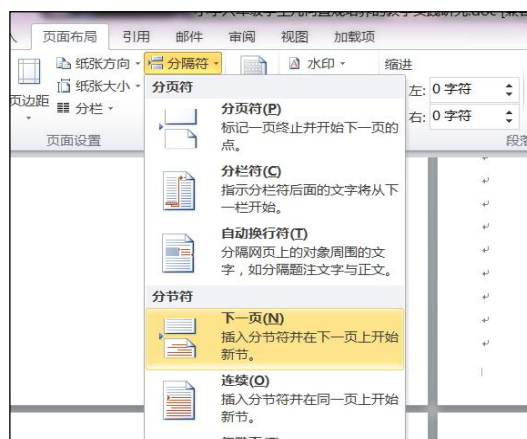 页面布局 引用 邮件 审阅 视图 加载项
纸张方向 分隔符 水印 缩进
纸张大小 左: 0 字符
页边距 分栏 右: 0 字符
页面设置 段落
分页符
分页符(P)
标记一页终止并开始下一页的
点。
分栏符(C)
指示分栏符后面的文字将从下
一栏开始。
自动换行符(T)
分隔网页上的对象周围的文
字，如分隔题注文字与正文。
分节符
下一页(N)
插入分节符并在下一页上开始
新节。
连续(O)
插入分节符并在同一页上开始
新节。